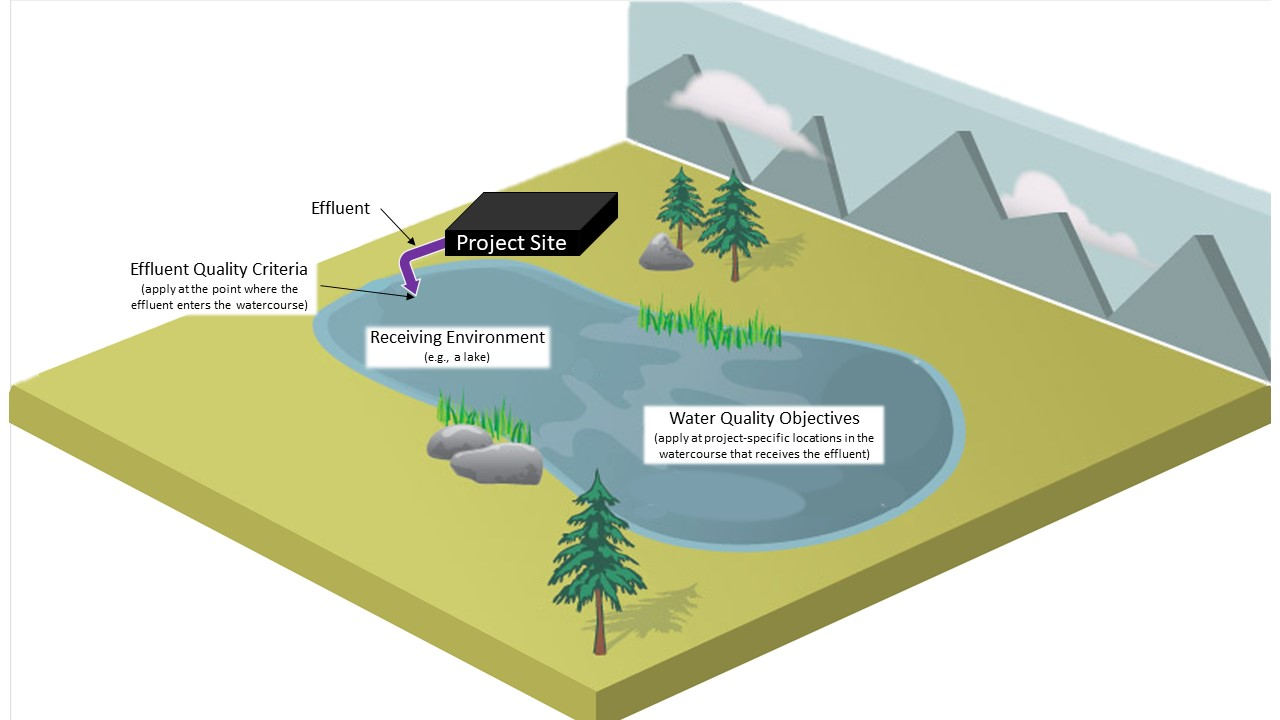 Effluent
Project Site
Effluent Quality Criteria
(apply at the point where the
effluent enters the watercourse)
Receiving Environment
(e.g., a lake)
Water Quality Objectives
(apply at project-specific locations in the
watercourse that receives the effluent)